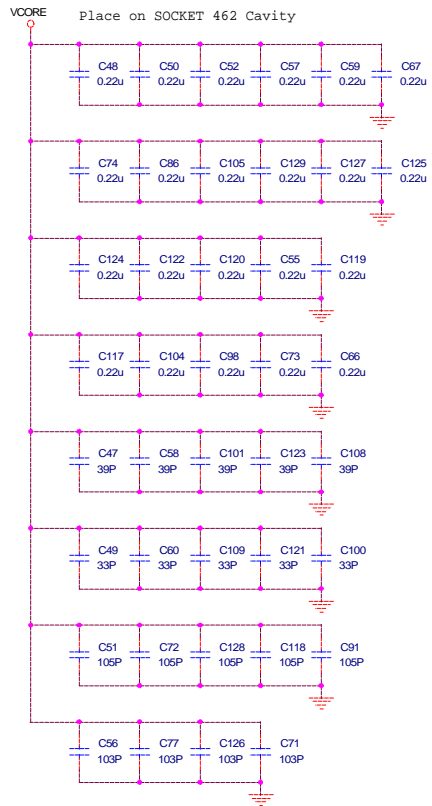 VCORE
Place on SOCKET 462 Cavity
C48 C50 C52 C57 C59 C67
0.22u 0.22u 0.22u 0.22u 0.22u 0.22u
C74 C86 C105 C129 C127 C125
0.22u 0.22u 0.22u 0.22u 0.22u 0.22u
C124 C122 C120 C55 C119
0.22u 0.22u 0.22u 0.22u 0.22u
C117 C104 C98 C73 C66
0.22u 0.22u 0.22u 0.22u 0.22u
C47 C58 C101 C123 C108
39P 39P 39P 39P 39P
C49 C60 C109 C121 C100
33P 33P 33P 33P 33P
C51 C72 C128 C118 C91
105P 105P 105P 105P 105P
C56 C77 C126 C71
103P 103P 103P 103P